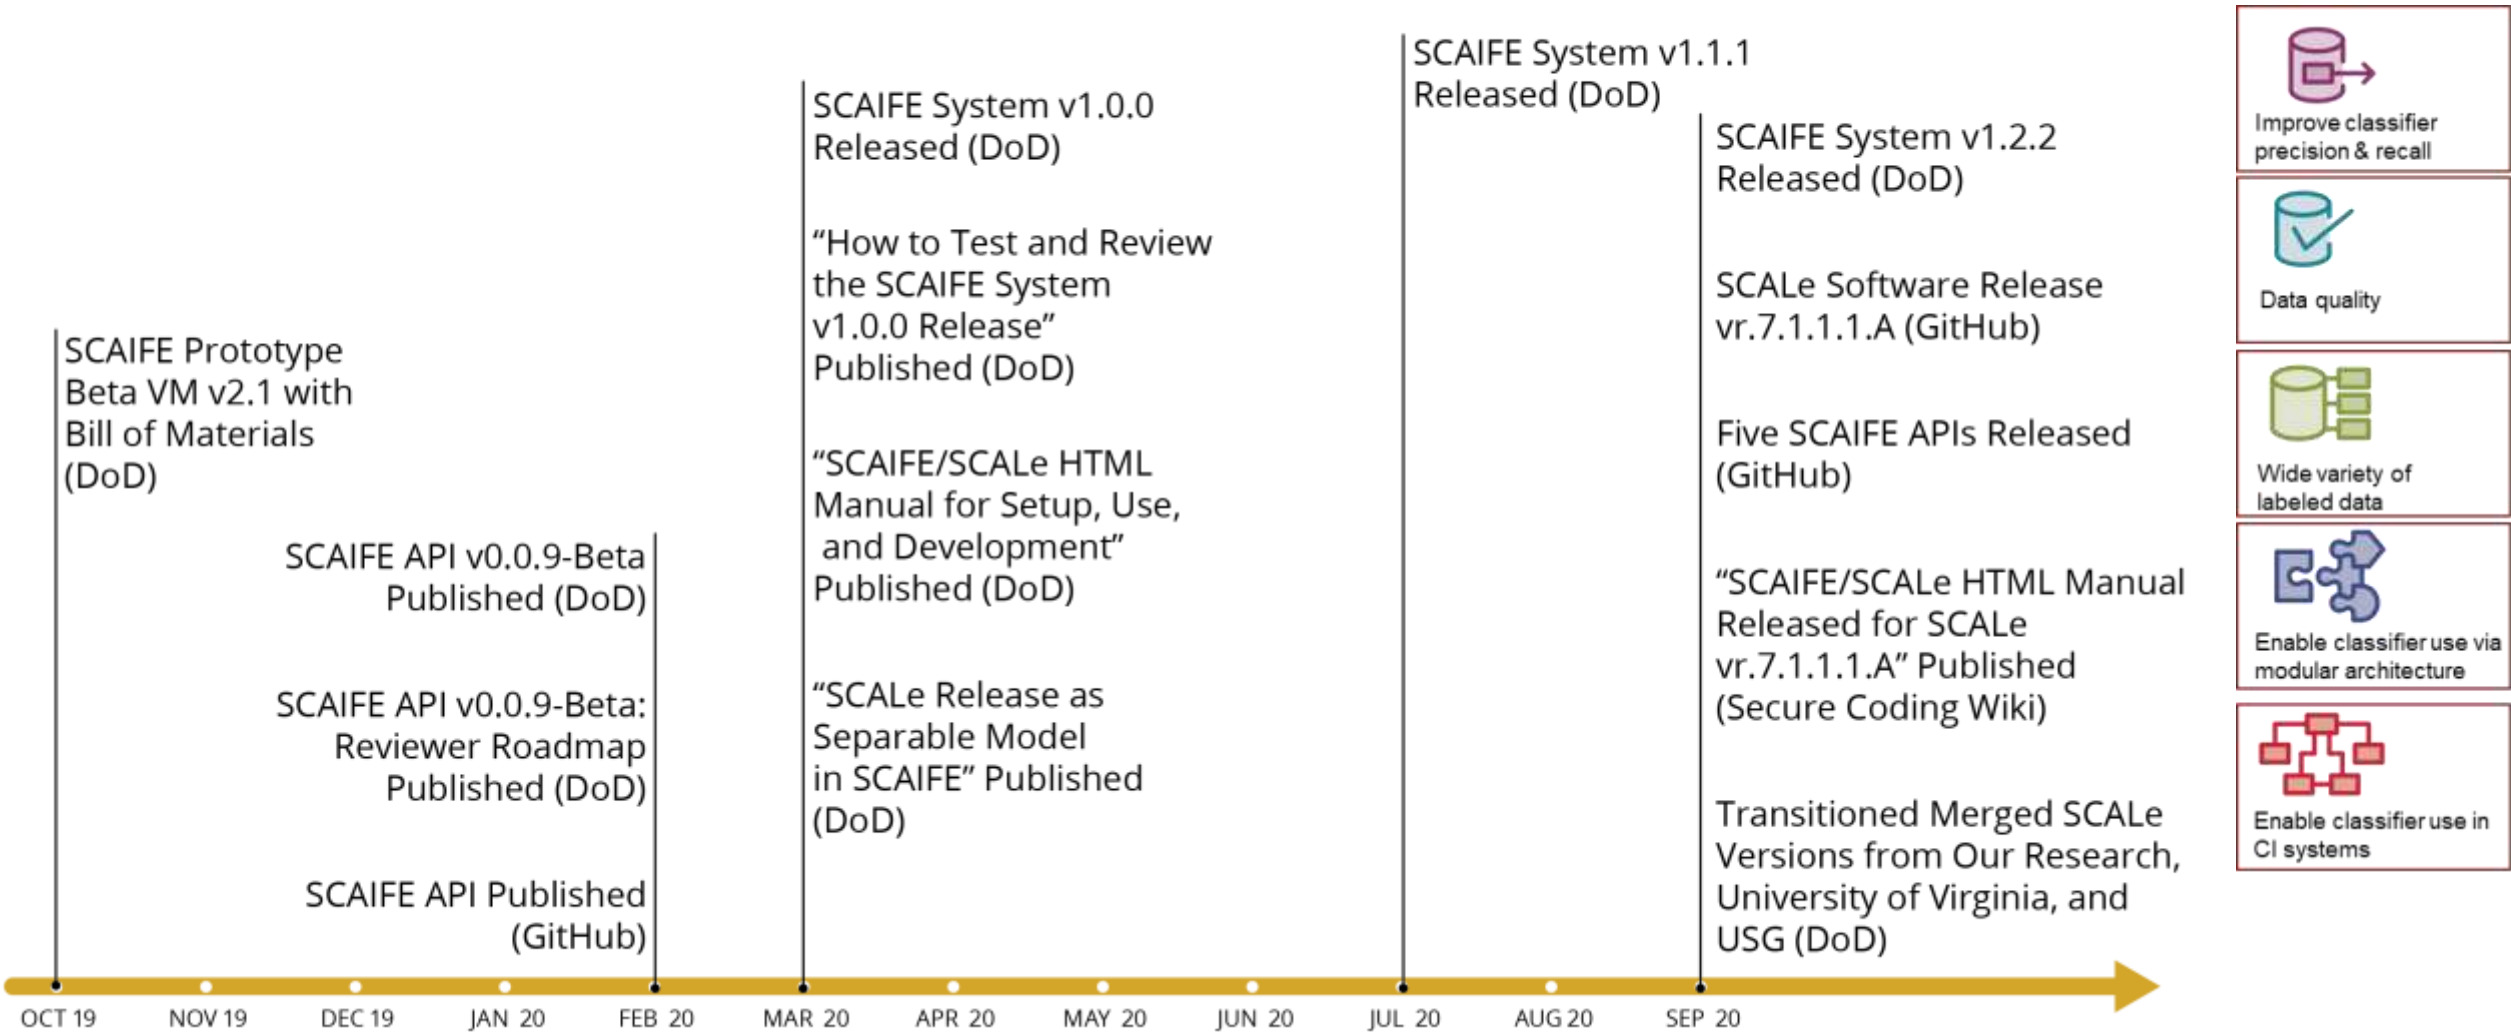 SCAIFE Prototype
Beta VM v2.1 with
Bill of Materials
(DoD)
SCAIFE API v0.0.9-Beta
Published (DoD)
SCAIFE API v0.0.9-Beta:
Reviewer Roadmap
Published (DoD)
SCAIFE API Published
(GitHub)
SCAIFE System v1.0.0
Released (DoD)
“How to Test and Review
the SCAIFE System
v1.0.0 Release”
Published (DoD)
“SCAIFE/SCALe HTML
Manual for Setup, Use,
and Development”
Published (DoD)
“SCALe Release as
Separable Model
in SCAIFE” Published
(DoD)
SCAIFE System v1.1.1
Released (DoD)
SCAIFE System v1.2.2
Released (DoD)
SCALe Software Release
vr.7.1.1.1.A (GitHub)
Five SCAIFE APIs Released
(GitHub)
“SCAIFE/SCALe HTML Manual
Released for SCALe
vr.7.1.1.1.A” Published
(Secure Coding Wiki)
Transitioned Merged SCALe
Versions from Our Research,
University of Virginia, and
USG (DoD)
OCT 19
NOV 19
DEC 19
JAN 20
FEB 20
MAR 20
APR 20
MAY 20
JUN 20
JUL 20
AUG 20
SEP 20
Improve classifier
precision & recall
Data quality
Wide variety of
labeled data
Enable classifier use via
modular architecture
Enable classifier use in
CI systems